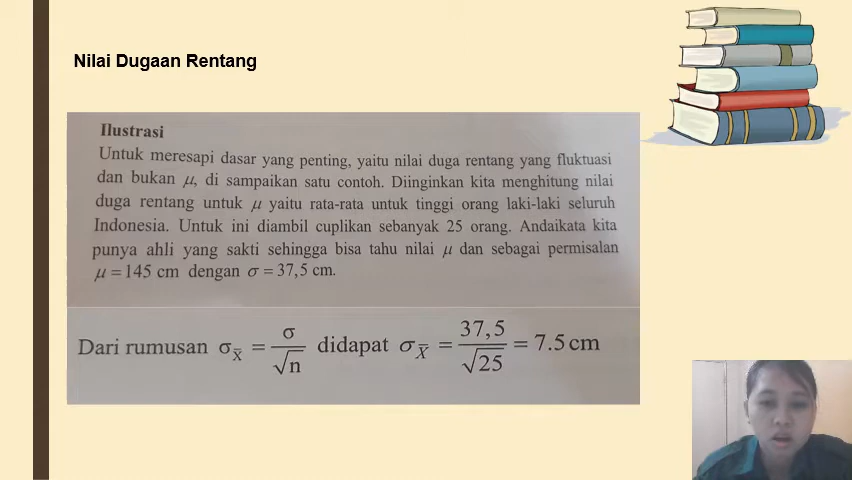 Nilai Dugaan Rentang
Ilustrasi
Untuk meresapi dasar yang penting, yaitu nilai duga rentang yang fluktuasi
dan bukan μ, di sampaikan satu contoh. Diinginkan kita menghitung nilai
duga rentang untuk μ yaitu rata-rata untuk tinggi orang laki-laki seluruh
Indonesia. Untuk ini diambil cuplikan sebanyak 25 orang. Andaikata kita
punya ahli yang sakti sehingga bisa tahu nilai μ dan sebagai permisalan
μ = 145 cm dengan σ = 37,5 cm.
Dari rumusan σ_X̄ = σ/√n didapat σ_X̄ = 37,5/√25 = 7.5 cm